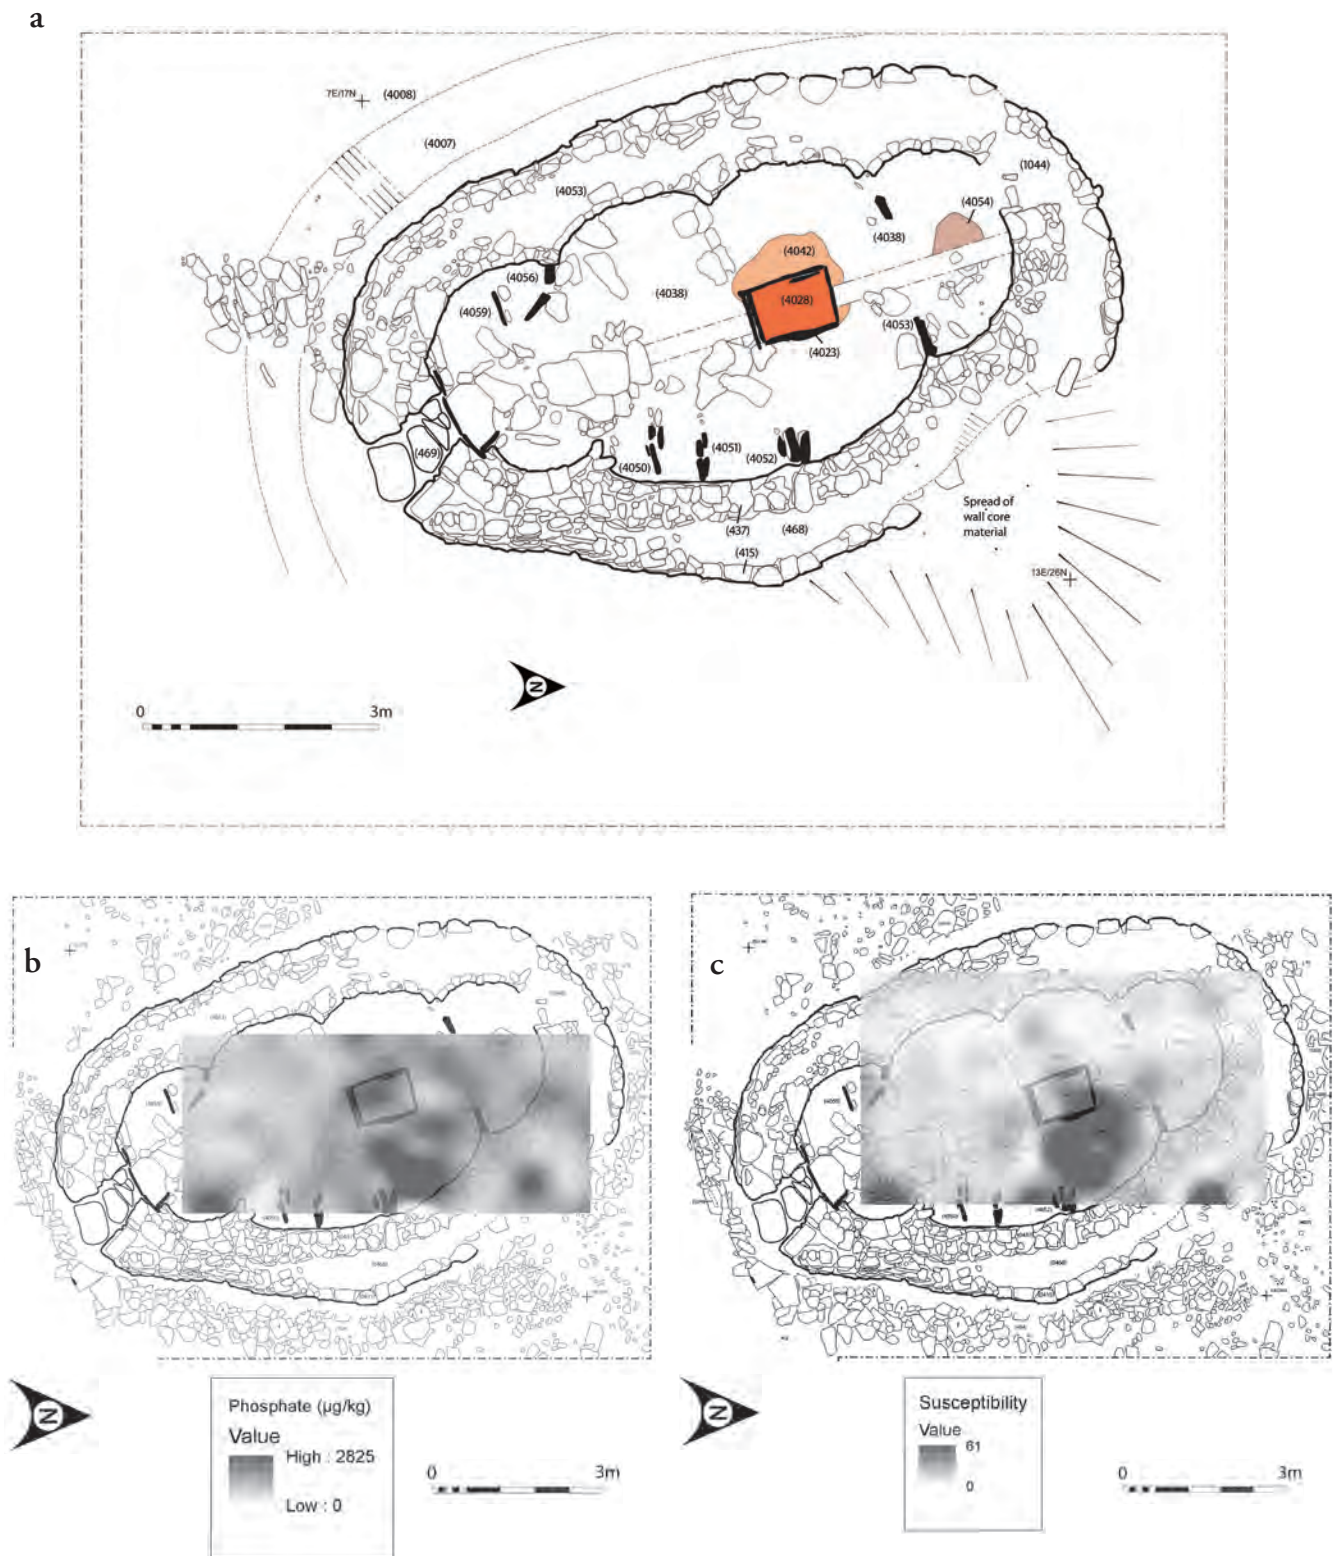 a
7E/17N
(4008)
(4007)
(1044)
(4053)
(4054)
(4038)
(4042)
(4056)
(4059)
(4038)
(4028)
(4053)
(4023)
(4051)
(4052)
(4050)
(469)
(437)
(468)
(415)
Spread of
wall core
material
13E/26N
N
0 3m
b
c
N
Phosphate (µg/kg)
Value
High : 2825
Low : 0
0 3m
N
Susceptibility
Value
61
0
0 3m